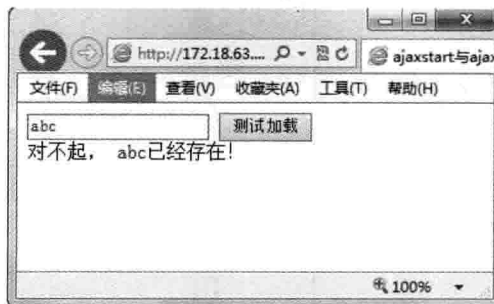 http://172.18.63.... ajaxstart与ajax
文件(F) 编辑(E) 查看(V) 收藏夹(A) 工具(T) 帮助(H)
abc 测试加载
对不起, abc已经存在!
100%